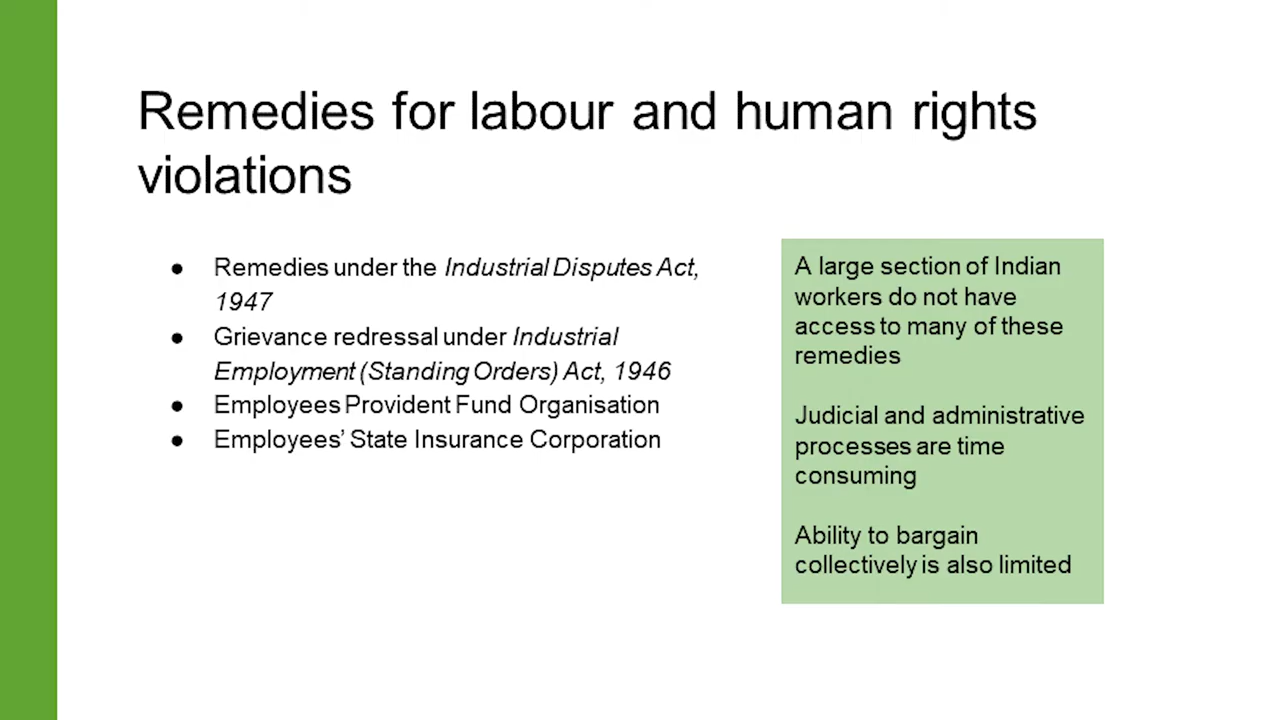 Remedies for labour and human rights
violations
● Remedies under the Industrial Disputes Act,
1947
● Grievance redressal under Industrial
Employment (Standing Orders) Act, 1946
● Employees Provident Fund Organisation
● Employees’ State Insurance Corporation
A large section of Indian
workers do not have
access to many of these
remedies
Judicial and administrative
processes are time
consuming
Ability to bargain
collectively is also limited